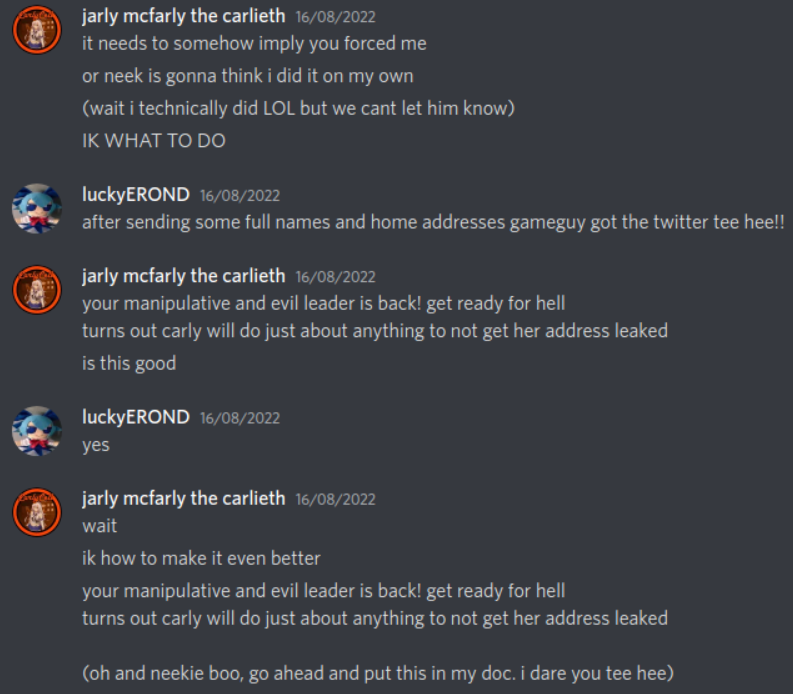 jarly mcfarly the carlieth 16/08/2022
it needs to somehow imply you forced me
or neek is gonna think i did it on my own
(wait i technically did LOL but we cant let him know)
IK WHAT TO DO
luckyEROND 16/08/2022
after sending some full names and home addresses gameguy got the twitter tee hee!!
jarly mcfarly the carlieth 16/08/2022
your manipulative and evil leader is back! get ready for hell
turns out carly will do just about anything to not get her address leaked
is this good
luckyEROND 16/08/2022
yes
jarly mcfarly the carlieth 16/08/2022
wait
ik how to make it even better
your manipulative and evil leader is back! get ready for hell
turns out carly will do just about anything to not get her address leaked
(oh and neekie boo, go ahead and put this in my doc. i dare you tee hee)